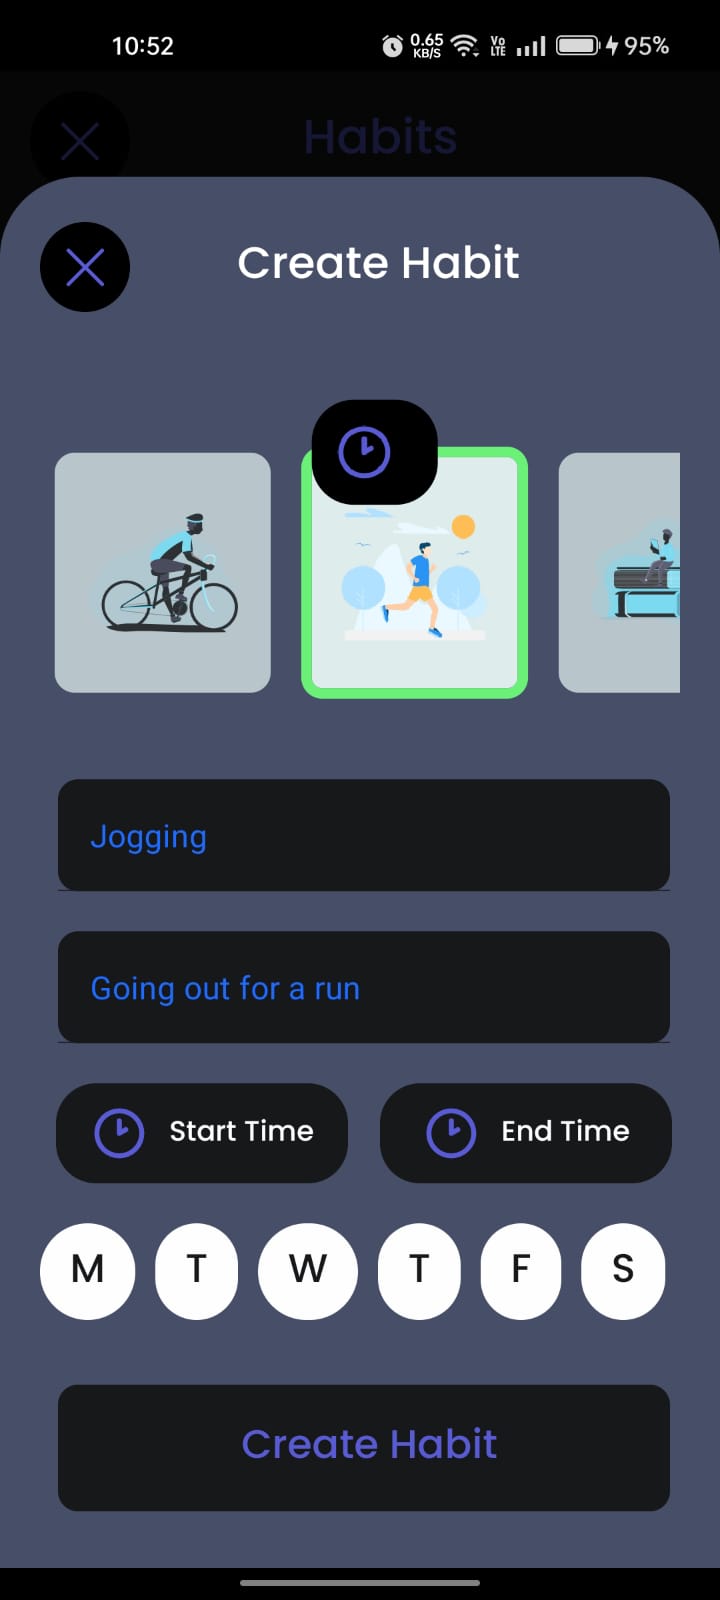 10:52 0.65 KB/S Vo LTE 95%
Habits
Create Habit
Jogging
Going out for a run
Start Time End Time
M T W T F S
Create Habit